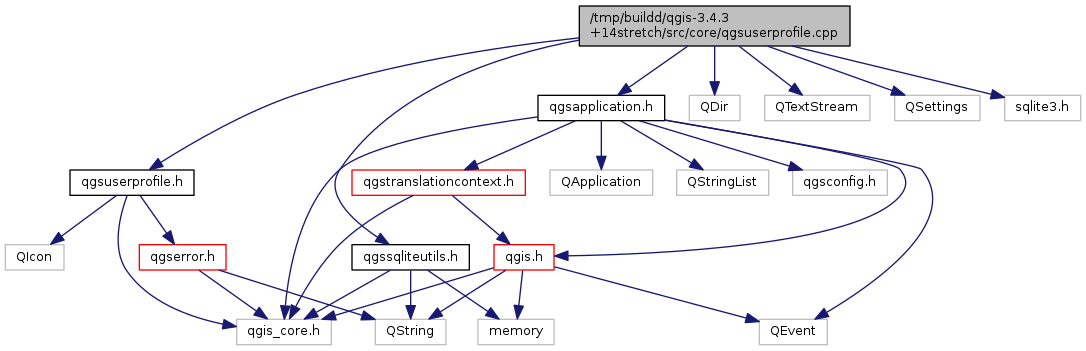 /tmp/buildd/qgis-3.4.3
+14stretch/src/core/qgsuserprofile.cpp
qgsapplication.h
QDir
QTextStream
QSettings
sqlite3.h
qgsuserprofile.h
qgstranslationcontext.h
QApplication
QStringList
qgsconfig.h
QIcon
qgserror.h
qgssqliteutils.h
qgis.h
qgis_core.h
QString
memory
QEvent